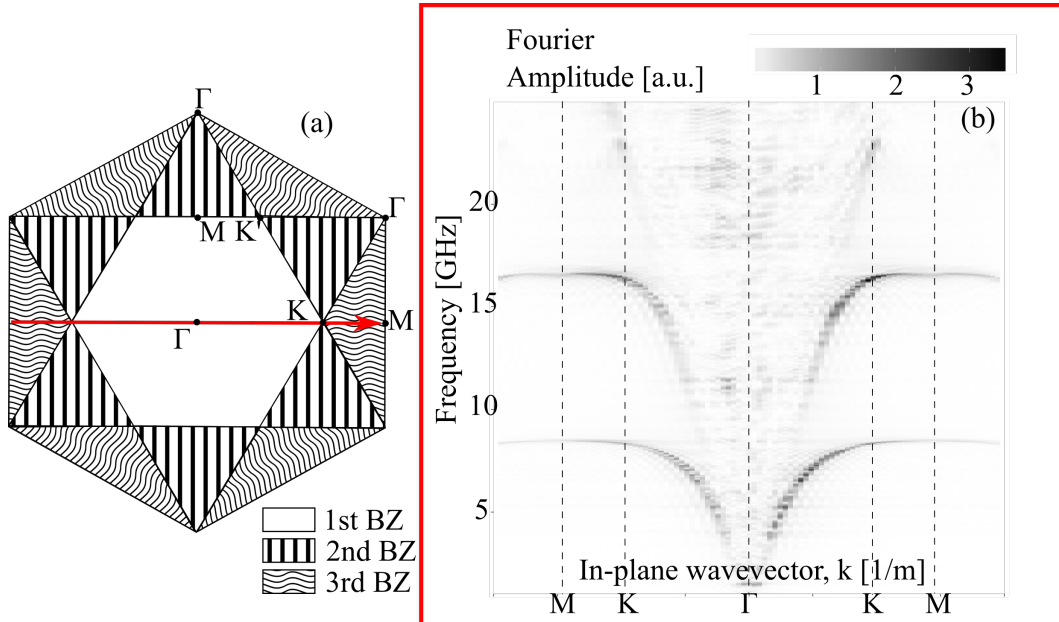 Γ
(a)
Γ
M K'
Γ
K
M
1st BZ
2nd BZ
3rd BZ
Fourier
Amplitude [a.u.]
1 2 3
(b)
Frequency [GHz]
20
15
10
5
In-plane wavevector, k [1/m]
M K Γ K M